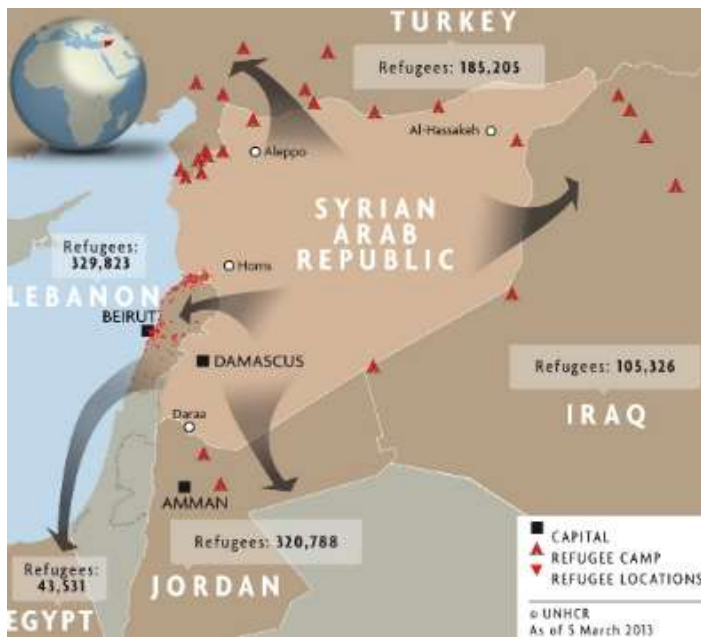 TURKEY
Refugees: 185,205
Al-Hassakeh
Aleppo
SYRIAN
ARAB
REPUBLIC
Refugees:
329,823
Homs
LEBANON
BEIRUT
DAMASCUS
Refugees: 105,326
IRAQ
Daraa
AMMAN
Refugees: 320,788
JORDAN
Refugees:
43,531
EGYPT
CAPITAL
REFUGEE CAMP
REFUGEE LOCATIONS
© UNHCR
As of 5 March 2013